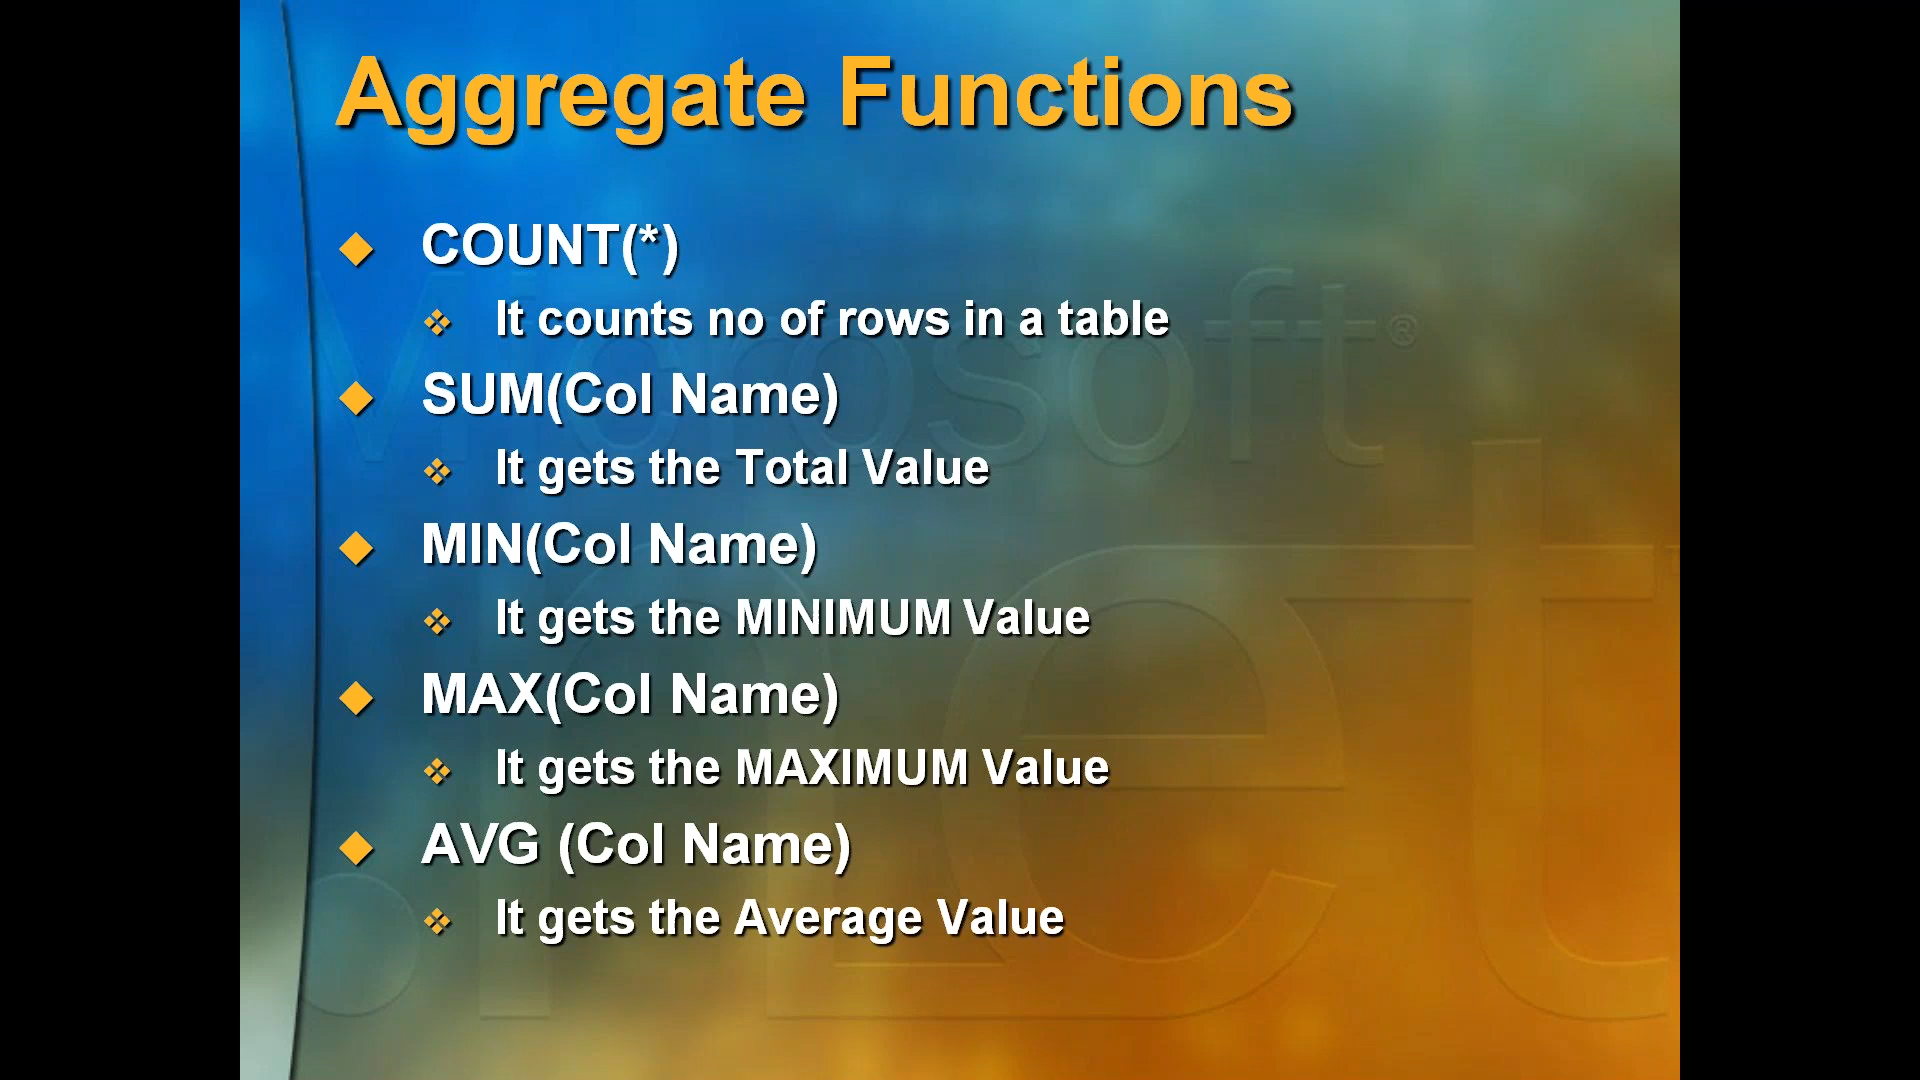 Aggregate Functions
COUNT(*)
It counts no of rows in a table
SUM(Col Name)
It gets the Total Value
MIN(Col Name)
It gets the MINIMUM Value
MAX(Col Name)
It gets the MAXIMUM Value
AVG (Col Name)
It gets the Average Value
Microsoft®
.net